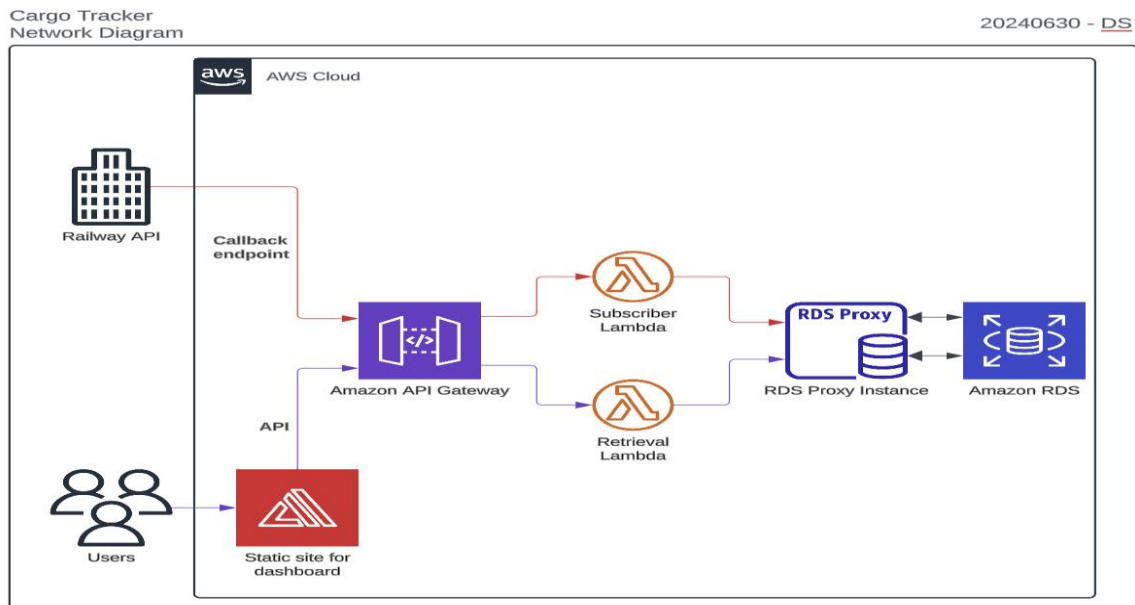 Cargo Tracker
Network Diagram
20240630 - DS
aws
AWS Cloud
Railway API
Callback
endpoint
Subscriber
Lambda
RDS Proxy
</>
Amazon API Gateway
RDS Proxy Instance
Amazon RDS
API
Retrieval
Lambda
Users
Static site for
dashboard